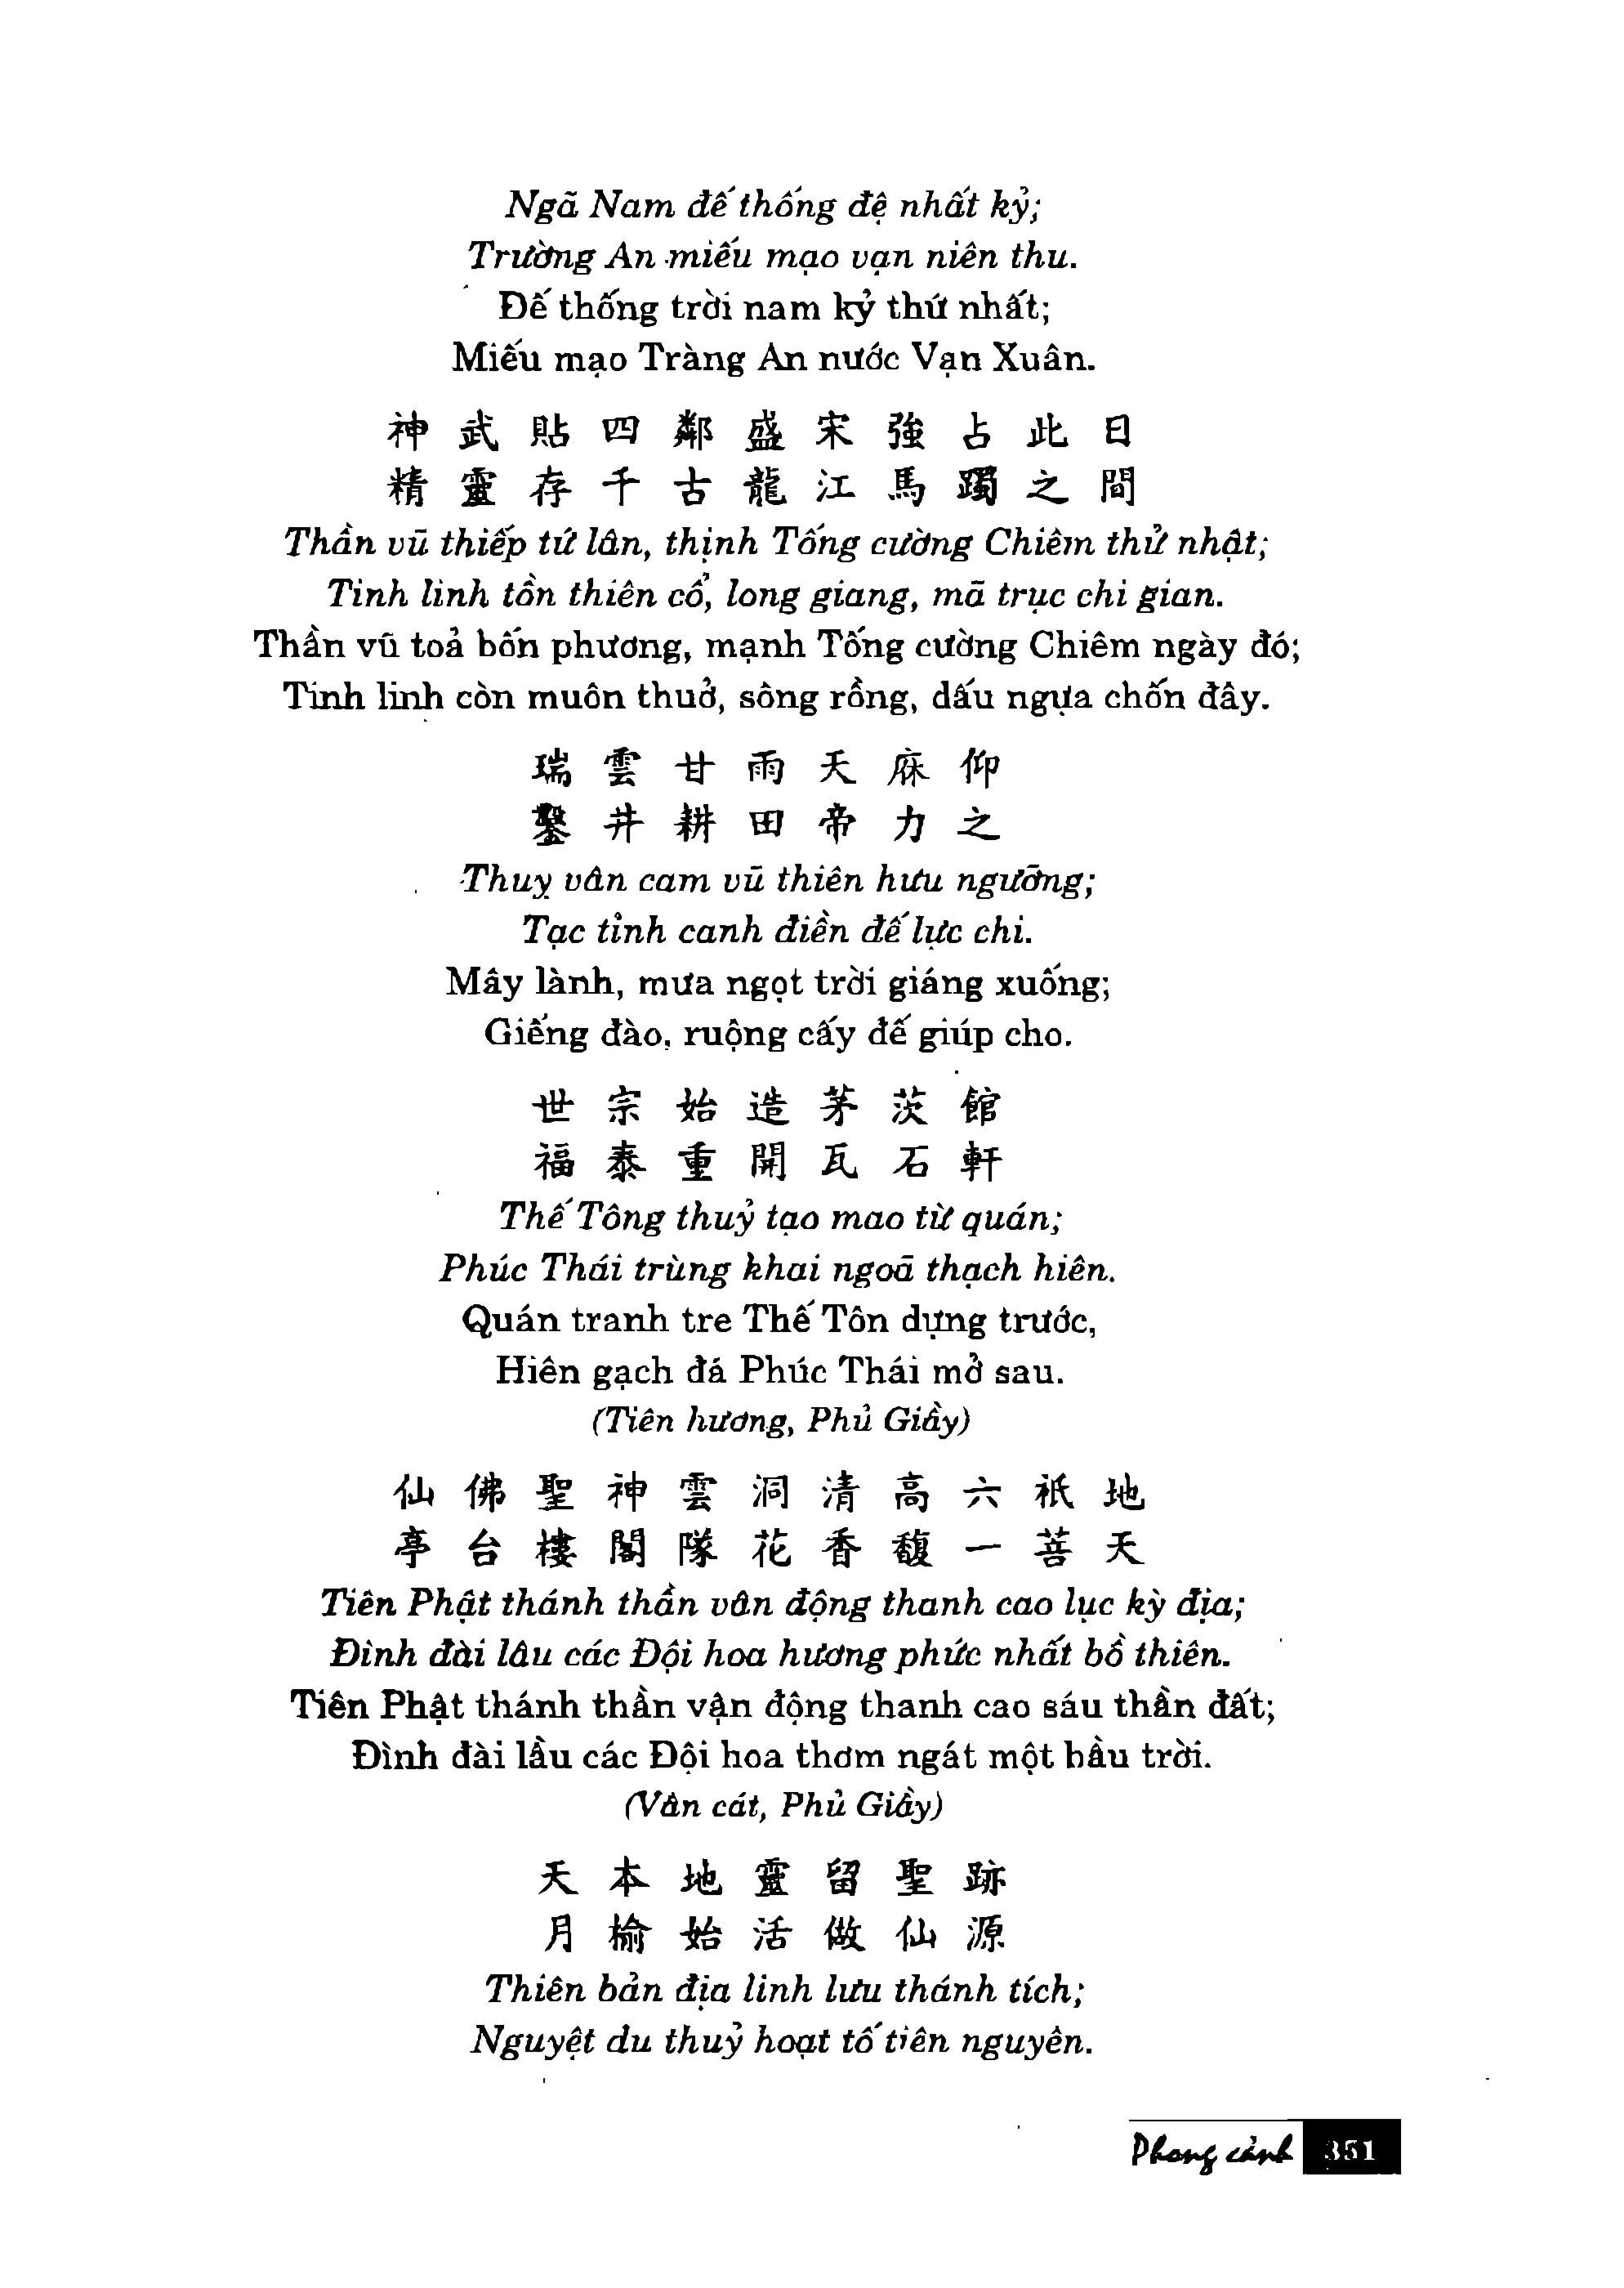 Ngã Nam đế thống đệ nhất kỷ;
Trường An miếu mạo vạn niên thu.
Đế thống trời nam kỷ thứ nhất;
Miếu mạo Tràng An nước Vạn Xuân.
神武貼四鄰盛宋強占此日
精靈存千古龍江馬躅之間
Thần vũ thiếp tứ lân, thịnh Tống cường Chiêm thử nhật;
Tinh linh tồn thiên cổ, long giang, mã trục chi gian.
Thần vũ toả bốn phương, mạnh Tống cường Chiêm ngày đó;
Tinh linh còn muôn thuở, sông rồng, dấu ngựa chốn đây.
瑞雲甘雨天庥仰
鑿井耕田帝力之
Thuỵ vân cam vũ thiên hưu ngưỡng;
Tạc tỉnh canh điền đế lực chi.
Mây lành, mưa ngọt trời giáng xuống;
Giếng đào, ruộng cấy đế giúp cho.
世宗始造茅茨館
福泰重開瓦石軒
Thế Tông thuỷ tạo mao từ quán;
Phúc Thái trùng khai ngoã thạch hiên.
Quán tranh tre Thế Tôn dựng trước,
Hiên gạch đá Phúc Thái mở sau.
(Tiên hương, Phủ Giầy)
仙佛聖神雲洞清高六祇地
亭台樓閣隊花香馥一菩天
Tiên Phật thánh thần vân động thanh cao lục kỳ địa;
Đình đài lâu các Đội hoa hương phức nhất bồ thiên.
Tiên Phật thánh thần vận động thanh cao sáu thần đất;
Đình đài lầu các Đội hoa thơm ngát một bầu trời.
(Vân cát, Phủ Giầy)
天本地靈留聖跡
月榆始活做仙源
Thiên bản địa linh lưu thánh tích;
Nguyệt du thuỷ hoạt tố tiên nguyên.
Phong cảnh 351